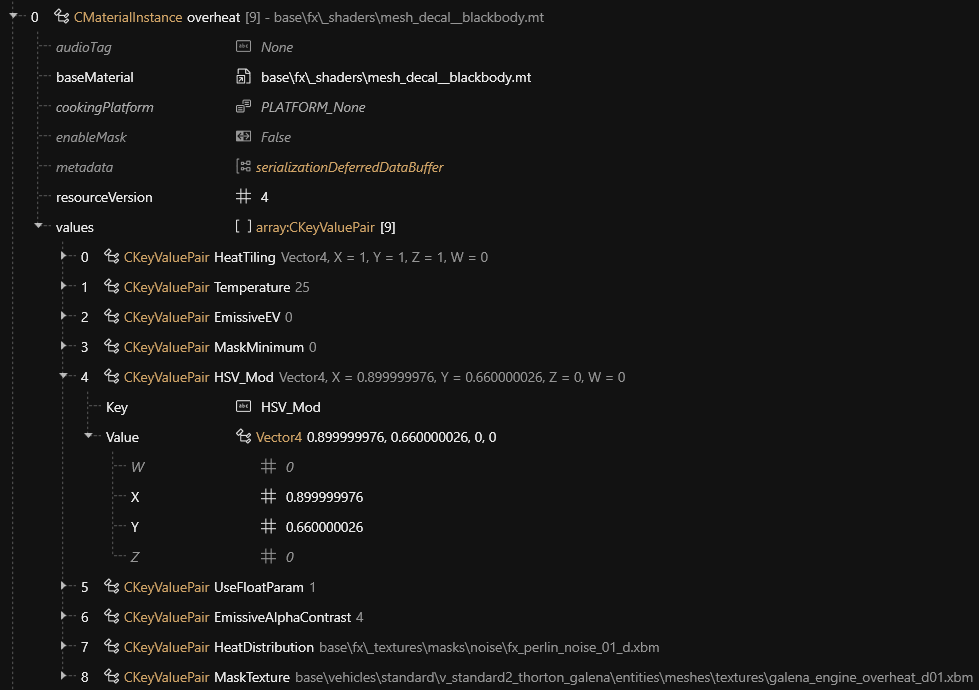 0 CMaterialInstance overheat [9] - base\fx\_shaders\mesh_decal__blackbody.mt
audioTag None
baseMaterial base\fx\_shaders\mesh_decal__blackbody.mt
cookingPlatform PLATFORM_None
enableMask False
metadata serializationDeferredDataBuffer
resourceVersion 4
values array:CKeyValuePair [9]
0 CKeyValuePair HeatTiling Vector4, X = 1, Y = 1, Z = 1, W = 0
1 CKeyValuePair Temperature 25
2 CKeyValuePair EmissiveEV 0
3 CKeyValuePair MaskMinimum 0
4 CKeyValuePair HSV_Mod Vector4, X = 0.899999976, Y = 0.660000026, Z = 0, W = 0
Key HSV_Mod
Value Vector4 0.899999976, 0.660000026, 0, 0
W 0
X 0.899999976
Y 0.660000026
Z 0
5 CKeyValuePair UseFloatParam 1
6 CKeyValuePair EmissiveAlphaContrast 4
7 CKeyValuePair HeatDistribution base\fx\_textures\masks\noise\fx_perlin_noise_01_d.xbm
8 CKeyValuePair MaskTexture base\vehicles\standard\v_standard2_thorton_galena\entities\meshes\textures\galena_engine_overheat_d01.xbm